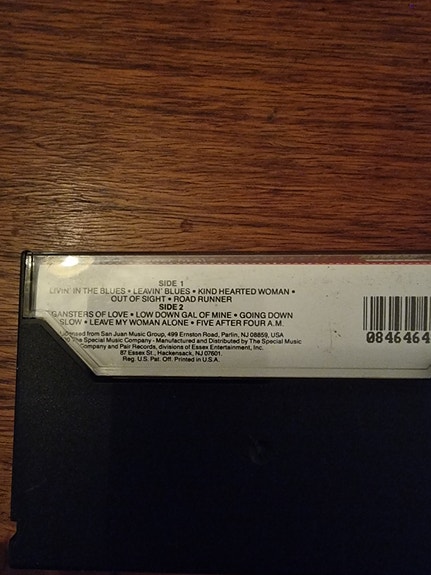 SIDE 1
LIVIN' IN THE BLUES • LEAVIN' BLUES • KIND HEARTED WOMAN •
OUT OF SIGHT • ROAD RUNNER
SIDE 2
GANSTERS OF LOVE • LOW DOWN GAL OF MINE • GOING DOWN
SLOW • LEAVE MY WOMAN ALONE • FIVE AFTER FOUR A.M.
licensed from San Juan Music Group, 499 Ernston Road, Parlin, NJ 08859, USA
The Special Music Company - Manufactured and Distributed by The Special Music
Company and Pair Records, divisions of Essex Entertainment, Inc.
87 Essex St., Hackensack, NJ 07601.
Reg. U.S. Pat. Off. Printed in U.S.A.
0846464